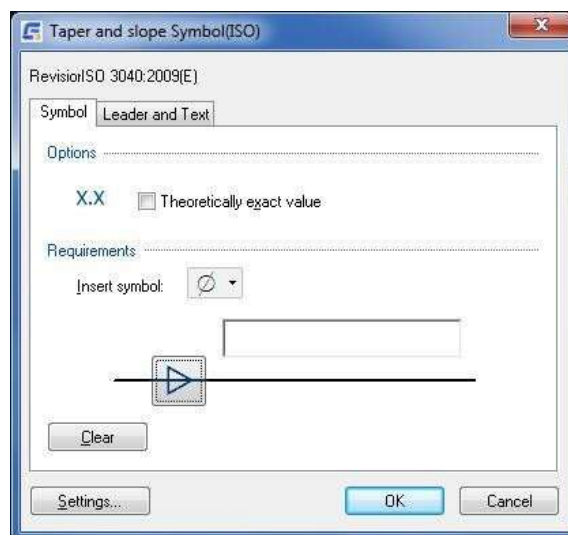 Taper and slope Symbol(ISO)
RevisiorISO 3040:2009(E)
Symbol Leader and Text
Options
X.X Theoretically exact value
Requirements
Insert symbol: ∅
Clear
Settings... OK Cancel